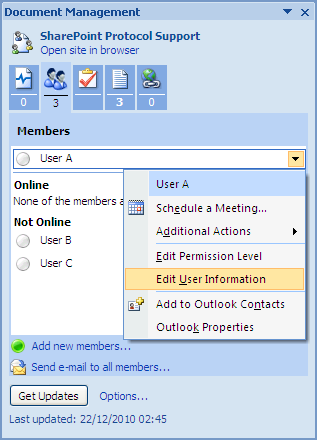 Document Management
SharePoint Protocol Support
Open site in browser
0 3 3 0
Members
User A
User A
Online
None of the members a
Schedule a Meeting...
Additional Actions
Not Online
User B
Edit Permission Level
User C
Edit User Information
Add to Outlook Contacts
Outlook Properties
Add new members...
Send e-mail to all members...
Get Updates Options...
Last updated: 22/12/2010 02:45